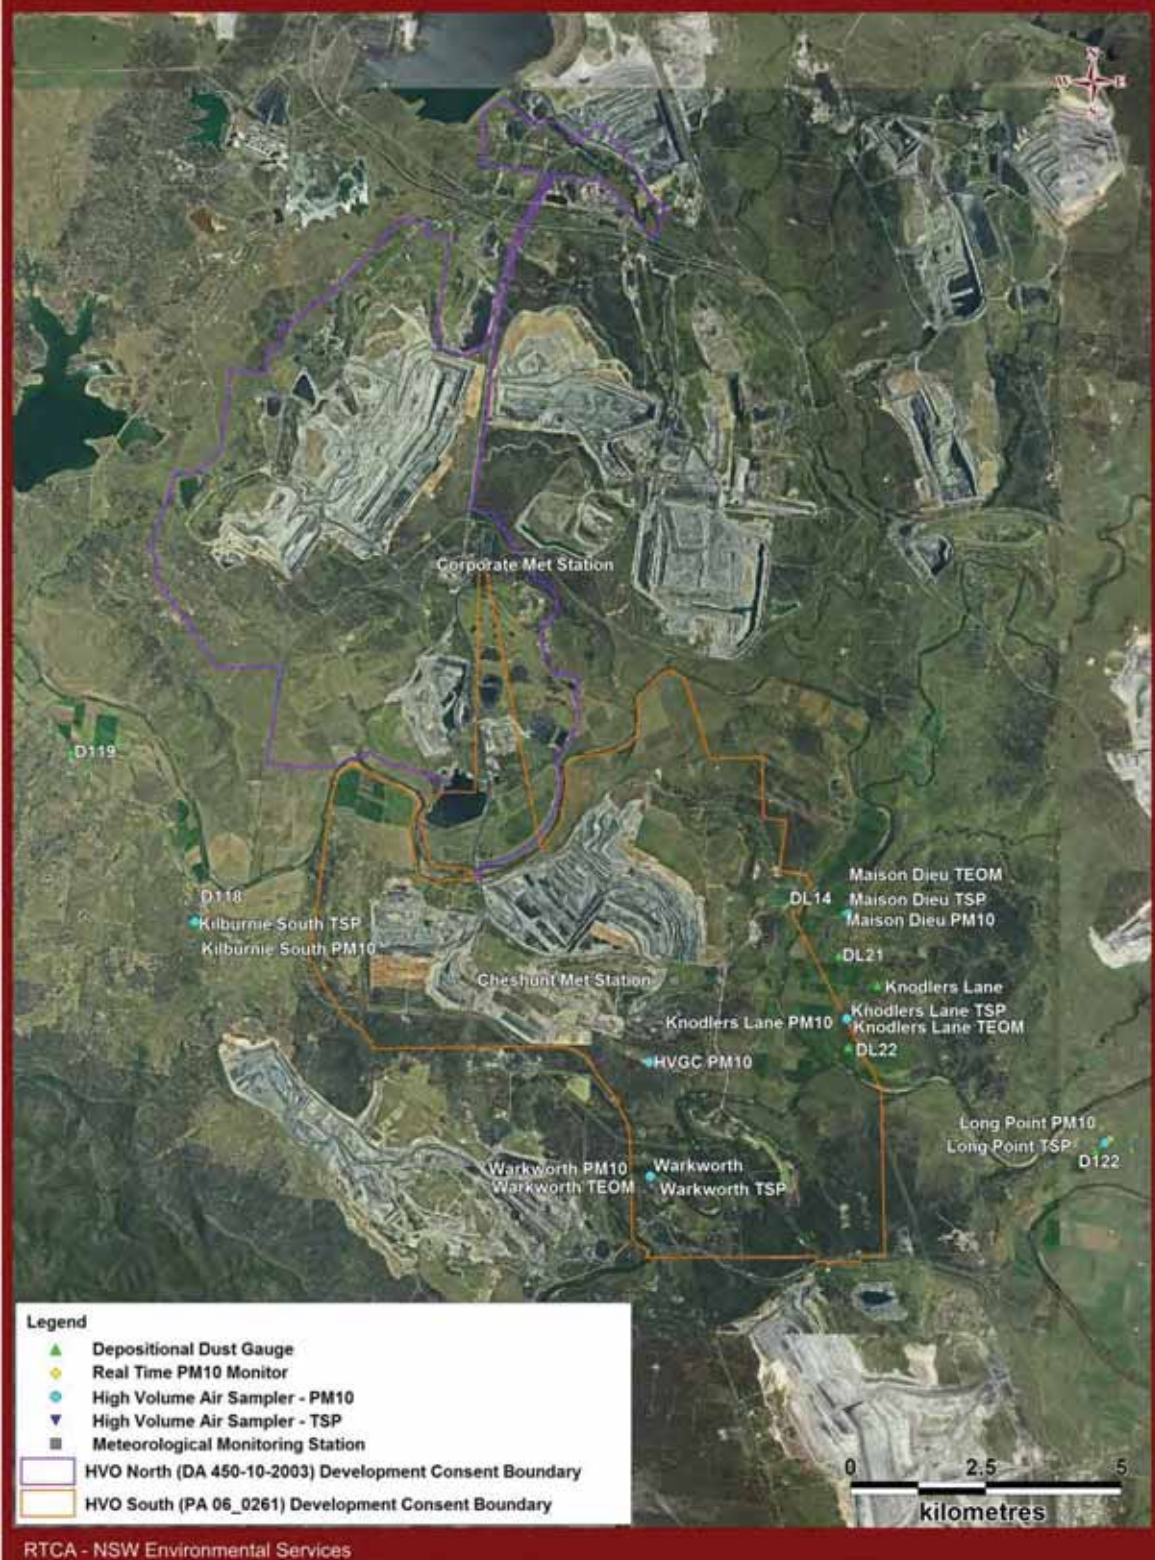 N
W
E
S
Corporate Met Station
D119
D118
Kilburnie South TSP
Kilburnie South PM10
Maison Dieu TEOM
DL14
Maison Dieu TSP
Maison Dieu PM10
DL21
Cheshunt Met Station
Knodlers Lane
Knodlers Lane TSP
Knodlers Lane PM10
Knodlers Lane TEOM
DL22
HVGC PM10
Long Point PM10
Long Point TSP
D122
Warkworth PM10
Warkworth
Warkworth TEOM
Warkworth TSP
Legend
Depositional Dust Gauge
Real Time PM10 Monitor
High Volume Air Sampler - PM10
High Volume Air Sampler - TSP
Meteorological Monitoring Station
HVO North (DA 450-10-2003) Development Consent Boundary
HVO South (PA 06_0261) Development Consent Boundary
0 2.5 5
kilometres
RTCA - NSW Environmental Services